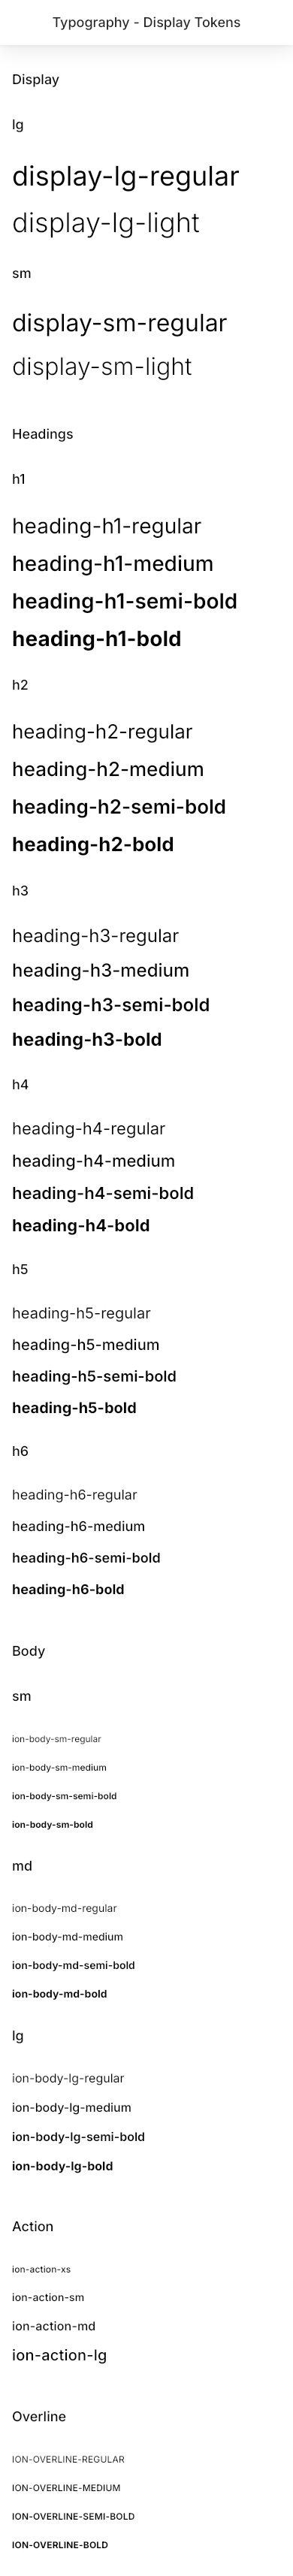 Typography - Display Tokens
Display
lg
display-lg-regular
display-lg-light
sm
display-sm-regular
display-sm-light
Headings
h1
heading-h1-regular
heading-h1-medium
heading-h1-semi-bold
heading-h1-bold
h2
heading-h2-regular
heading-h2-medium
heading-h2-semi-bold
heading-h2-bold
h3
heading-h3-regular
heading-h3-medium
heading-h3-semi-bold
heading-h3-bold
h4
heading-h4-regular
heading-h4-medium
heading-h4-semi-bold
heading-h4-bold
h5
heading-h5-regular
heading-h5-medium
heading-h5-semi-bold
heading-h5-bold
h6
heading-h6-regular
heading-h6-medium
heading-h6-semi-bold
heading-h6-bold
Body
sm
ion-body-sm-regular
ion-body-sm-medium
ion-body-sm-semi-bold
ion-body-sm-bold
md
ion-body-md-regular
ion-body-md-medium
ion-body-md-semi-bold
ion-body-md-bold
lg
ion-body-lg-regular
ion-body-lg-medium
ion-body-lg-semi-bold
ion-body-lg-bold
Action
ion-action-xs
ion-action-sm
ion-action-md
ion-action-lg
Overline
ION-OVERLINE-REGULAR
ION-OVERLINE-MEDIUM
ION-OVERLINE-SEMI-BOLD
ION-OVERLINE-BOLD